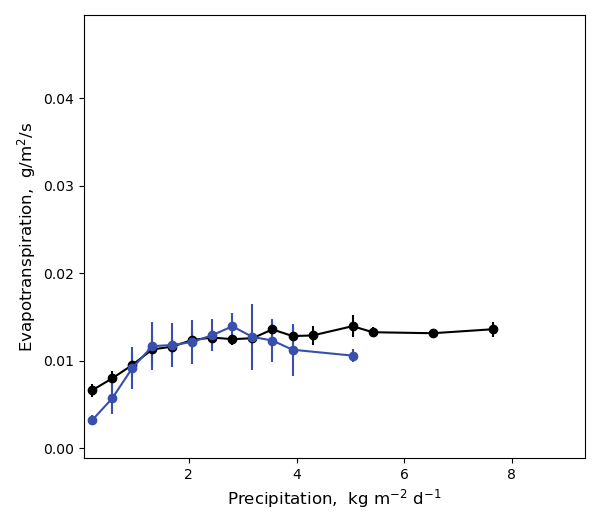 0.04
0.03
0.02
0.01
0.00
Evapotranspiration, g/m²/s
2 4 6 8
Precipitation, kg m⁻² d⁻¹